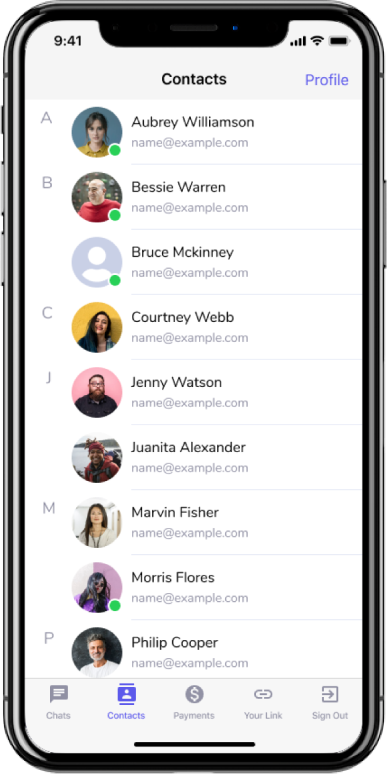 9:41
Contacts
Profile
A
Aubrey Williamson
name@example.com
B
Bessie Warren
name@example.com
Bruce Mckinney
name@example.com
C
Courtney Webb
name@example.com
J
Jenny Watson
name@example.com
Juanita Alexander
name@example.com
M
Marvin Fisher
name@example.com
Morris Flores
name@example.com
P
Philip Cooper
name@example.com
Chats
Contacts
Payments
Your Link
Sign Out